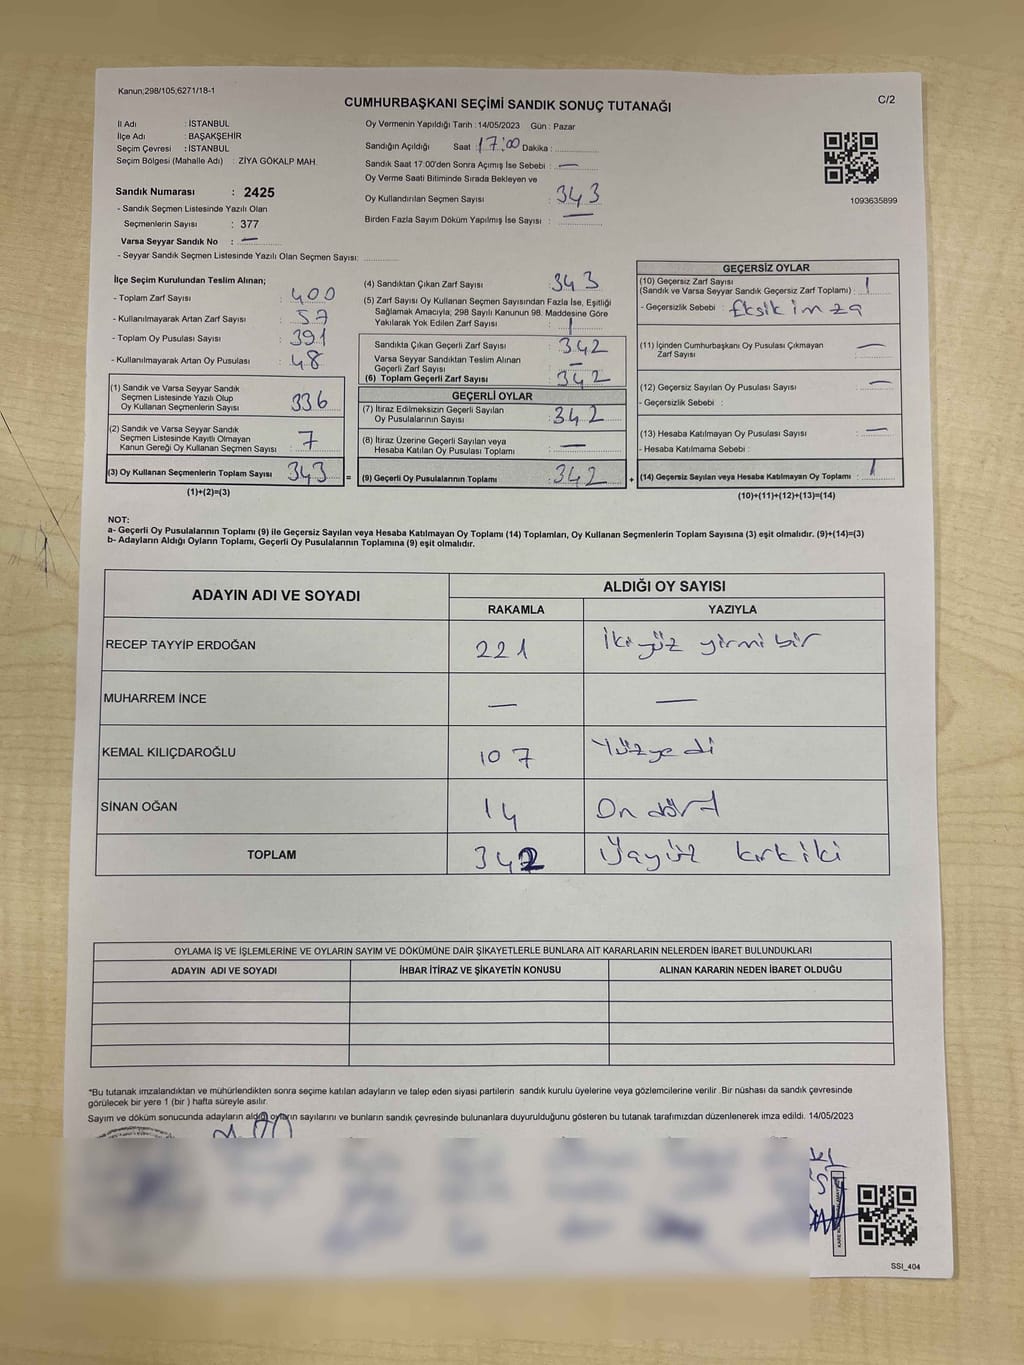 Kanun;298/105;6271/18-1
CUMHURBAŞKANI SEÇİMİ SANDIK SONUÇ TUTANAĞI
C/2
İl Adı : İSTANBUL
İlçe Adı : BAŞAKŞEHİR
Seçim Çevresi : İSTANBUL
Seçim Bölgesi (Mahalle Adı) : ZİYA GÖKALP MAH.
Sandık Numarası : 2425
- Sandık Seçmen Listesinde Yazılı Olan
Seçmenlerin Sayısı : 377
Varsa Seyyar Sandık No : —
- Seyyar Sandık Seçmen Listesinde Yazılı Olan Seçmen Sayısı:
Oy Vermenin Yapıldığı Tarih : 14/05/2023 Gün : Pazar
Sandığın Açıldığı Saat : 17:00 Dakika :
Sandık Saat 17:00'den Sonra Açımış İse Sebebi : —
Oy Verme Saati Bitiminde Sırada Bekleyen ve
Oy Kullandırılan Seçmen Sayısı : 343
Birden Fazla Sayım Döküm Yapılmış İse Sayısı : —
1093635899
İlçe Seçim Kurulundan Teslim Alınan;
- Toplam Zarf Sayısı : 400
- Kullanılmayarak Artan Zarf Sayısı : 57
- Toplam Oy Pusulası Sayısı : 391
- Kullanılmayarak Artan Oy Pusulası : 48
(1) Sandık ve Varsa Seyyar Sandık
Seçmen Listesinde Yazılı Olup
Oy Kullanan Seçmenlerin Sayısı : 336
(2) Sandık ve Varsa Seyyar Sandık
Seçmen Listesinde Kayıtlı Olmayan
Kanun Gereği Oy Kullanan Seçmen Sayısı : 7
(3) Oy Kullanan Seçmenlerin Toplam Sayısı : 343 =
(1)+(2)=(3)
(4) Sandıktan Çıkan Zarf Sayısı : 343
(5) Zarf Sayısı Oy Kullanan Seçmen Sayısından Fazla İse, Eşitliği
Sağlamak Amacıyla; 298 Sayılı Kanunun 98. Maddesine Göre
Yakılarak Yok Edilen Zarf Sayısı : 1
Sandıkta Çıkan Geçerli Zarf Sayısı : 342
Varsa Seyyar Sandıktan Teslim Alınan
Geçerli Zarf Sayısı : —
(6) Toplam Geçerli Zarf Sayısı : 342
GEÇERLİ OYLAR
(7) İtiraz Edilmeksizin Geçerli Sayılan
Oy Pusulalarının Sayısı : 342
(8) İtiraz Üzerine Geçerli Sayılan veya
Hesaba Katılan Oy Pusulası Toplamı : —
(9) Geçerli Oy Pusulalarının Toplamı : 342 +
GEÇERSİZ OYLAR
(10) Geçersiz Zarf Sayısı
(Sandık ve Varsa Seyyar Sandık Geçersiz Zarf Toplamı) : 1
- Geçersizlik Sebebi : Eksik imza
(11) İçinden Cumhurbaşkanı Oy Pusulası Çıkmayan
Zarf Sayısı : —
(12) Geçersiz Sayılan Oy Pusulası Sayısı : —
- Geçersizlik Sebebi :
(13) Hesaba Katılmayan Oy Pusulası Sayısı : —
- Hesaba Katılmama Sebebi :
(14) Geçersiz Sayılan veya Hesaba Katılmayan Oy Toplamı : 1
(10)+(11)+(12)+(13)=(14)
NOT:
a- Geçerli Oy Pusulalarının Toplamı (9) ile Geçersiz Sayılan veya Hesaba Katılmayan Oy Toplamı (14) Toplamları, Oy Kullanan Seçmenlerin Toplam Sayısına (3) eşit olmalıdır. (9)+(14)=(3)
b- Adayların Aldığı Oyların Toplamı, Geçerli Oy Pusulalarının Toplamına (9) eşit olmalıdır.
ADAYIN ADI VE SOYADI ALDIĞI OY SAYISI
RAKAMLA YAZIYLA
RECEP TAYYİP ERDOĞAN 221 İkiyüz yirmi bir
MUHARREM İNCE — —
KEMAL KILIÇDAROĞLU 107 Yüzyedi
SİNAN OĞAN 14 On dört
TOPLAM 342 Üçyüz kırkiki
OYLAMA İŞ VE İŞLEMLERİNE VE OYLARIN SAYIM VE DÖKÜMÜNE DAİR ŞİKAYETLERLE BUNLARA AİT KARARLARIN NELERDEN İBARET BULUNDUKLARI
ADAYIN ADI VE SOYADI İHBAR İTİRAZ VE ŞİKAYETİN KONUSU ALINAN KARARIN NEDEN İBARET OLDUĞU
*Bu tutanak imzalandıktan ve mühürlendikten sonra seçime katılan adayların ve talep eden siyasi partilerin sandık kurulu üyelerine veya gözlemcilerine verilir .Bir nüshası da sandık çevresinde
görülecek bir yere 1 (bir ) hafta süreyle asılır.
Sayım ve döküm sonucunda adayların aldığı oyların sayılarını ve bunların sandık çevresinde bulunanlara duyurulduğunu gösteren bu tutanak tarafımızdan düzenlenerek imza edildi. 14/05/2023
SSI_404